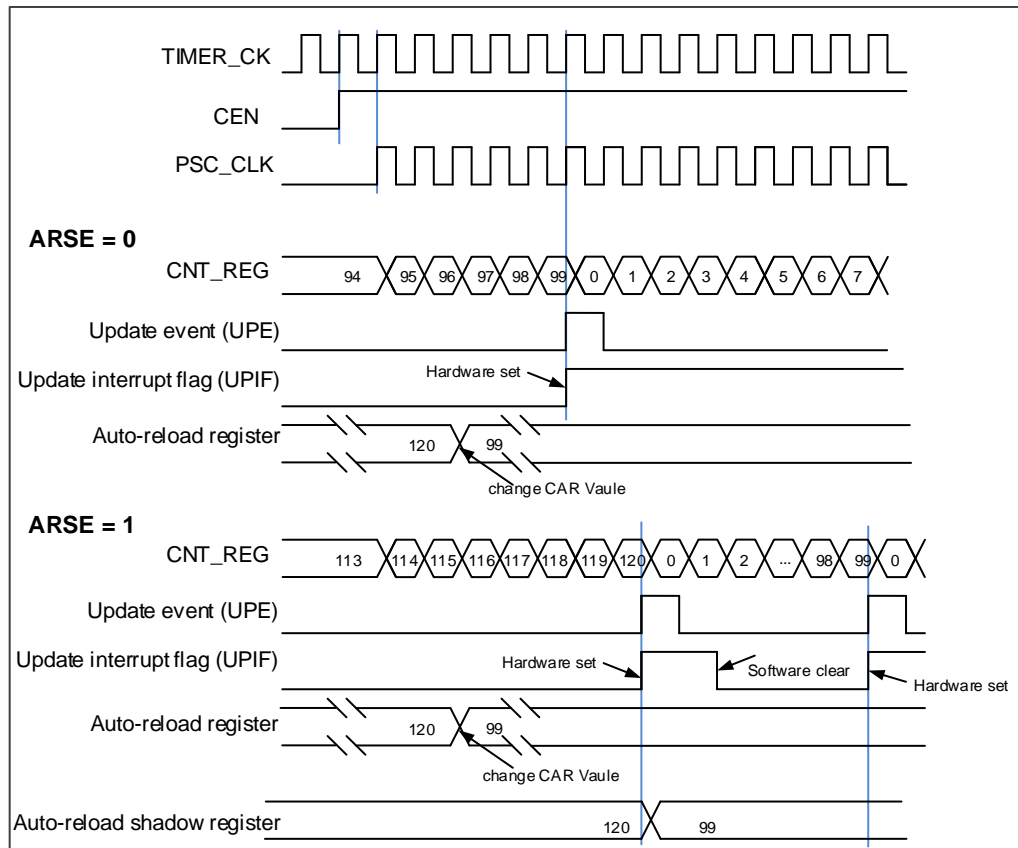 TIMER_CK
CEN
PSC_CLK
ARSE = 0
CNT_REG 94 95 96 97 98 99 0 1 2 3 4 5 6 7
Update event (UPE)
Update interrupt flag (UPIF) Hardware set
Auto-reload register 120 99
change CAR Vaule
ARSE = 1
CNT_REG 113 114 115 116 117 118 119 120 0 1 2 ... 98 99 0
Update event (UPE)
Update interrupt flag (UPIF) Hardware set Software clear Hardware set
Auto-reload register 120 99
change CAR Vaule
Auto-reload shadow register 120 99